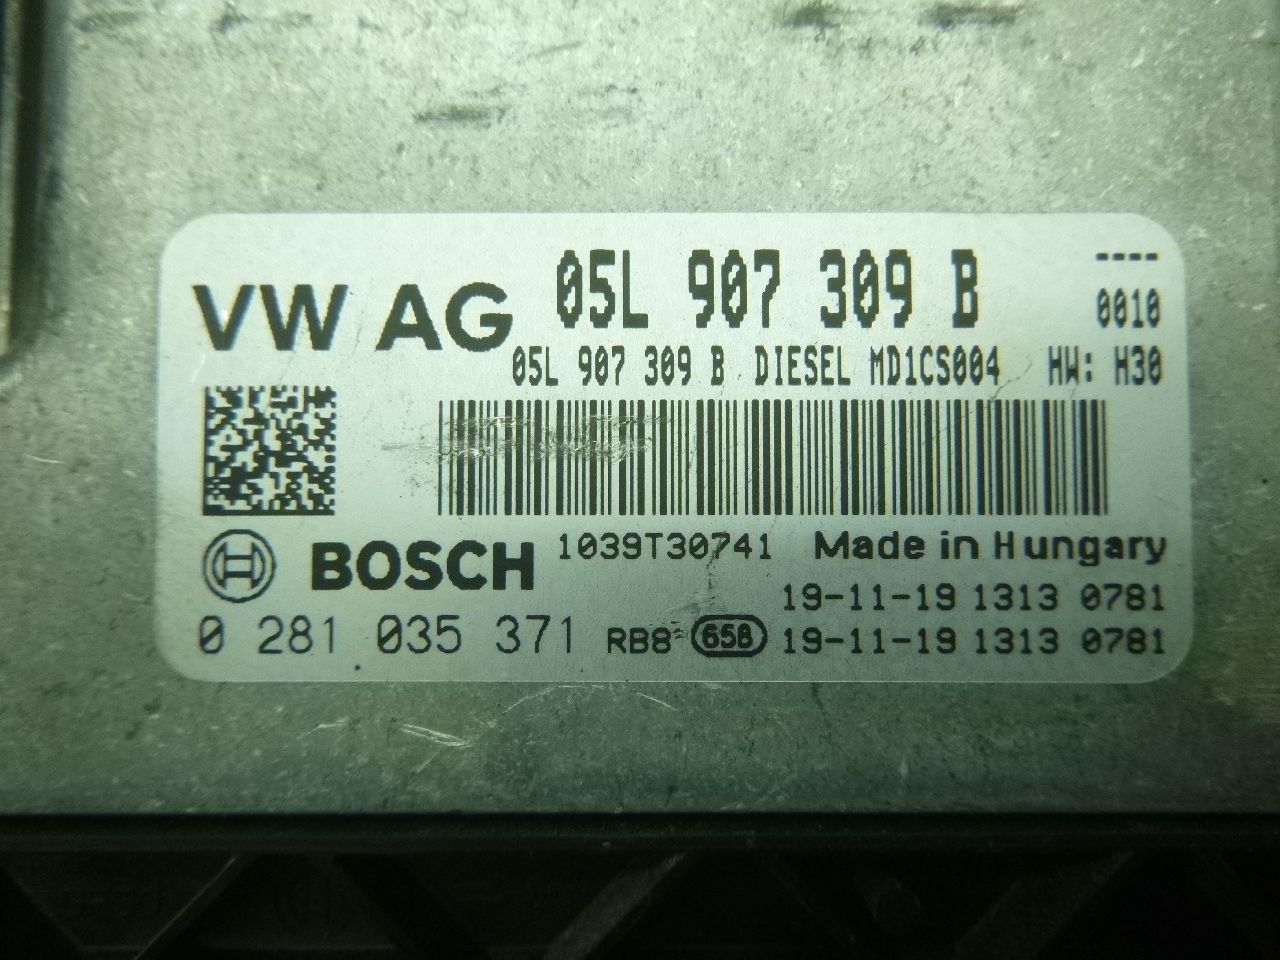 VW AG 05L 907 309 B ----
0010
05L 907 309 B DIESEL MD1CS004 HW: H30
BOSCH 1039T30741 Made in Hungary
19-11-19 1313 0781
0 281 035 371 RB8 658 19-11-19 1313 0781